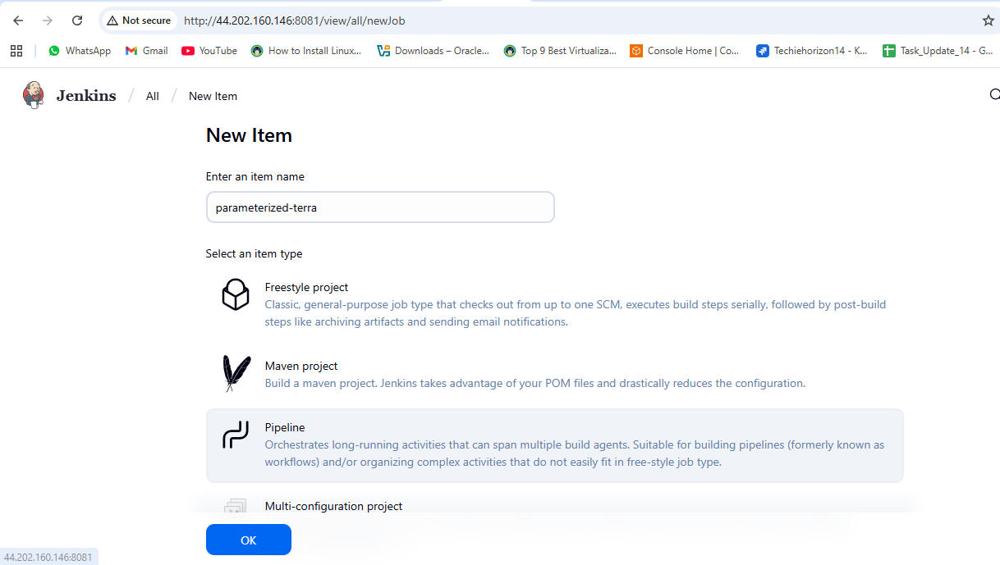 Not secure http://44.202.160.146:8081/view/all/newJob
WhatsApp Gmail YouTube How to Install Linux... Downloads – Oracle... Top 9 Best Virtualiza... Console Home | Co... Techiehorizon14 - K... Task_Update_14 - G...
Jenkins / All / New Item
New Item
Enter an item name
parameterized-terra
Select an item type
Freestyle project
Classic, general-purpose job type that checks out from up to one SCM, executes build steps serially, followed by post-build
steps like archiving artifacts and sending email notifications.
Maven project
Build a maven project. Jenkins takes advantage of your POM files and drastically reduces the configuration.
Pipeline
Orchestrates long-running activities that can span multiple build agents. Suitable for building pipelines (formerly known as
workflows) and/or organizing complex activities that do not easily fit in free-style job type.
Multi-configuration project
OK
44.202.160.146:8081